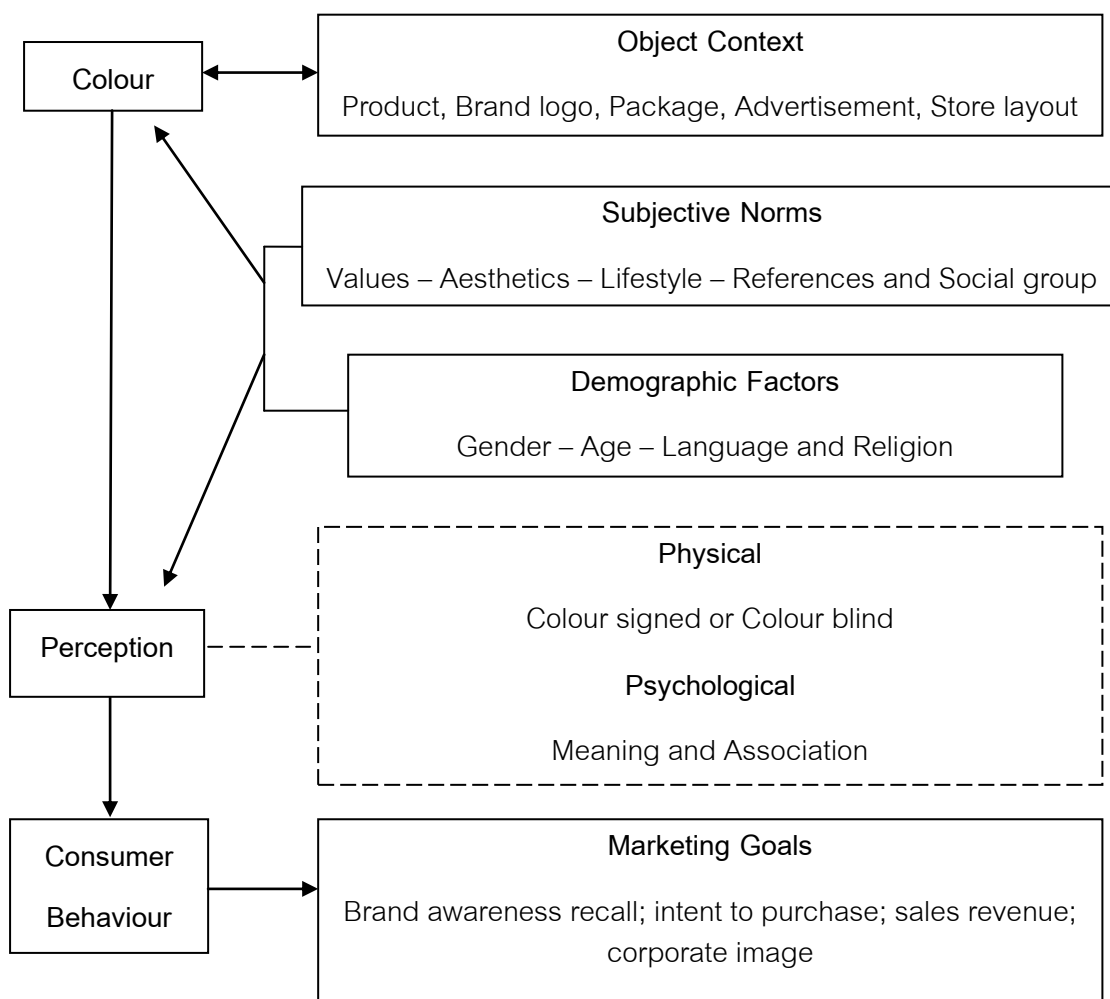 Colour
Object Context
Product, Brand logo, Package, Advertisement, Store layout
Subjective Norms
Values – Aesthetics – Lifestyle – References and Social group
Demographic Factors
Gender – Age – Language and Religion
Perception
Physical
Colour signed or Colour blind
Psychological
Meaning and Association
Consumer
Behaviour
Marketing Goals
Brand awareness recall; intent to purchase; sales revenue;
corporate image